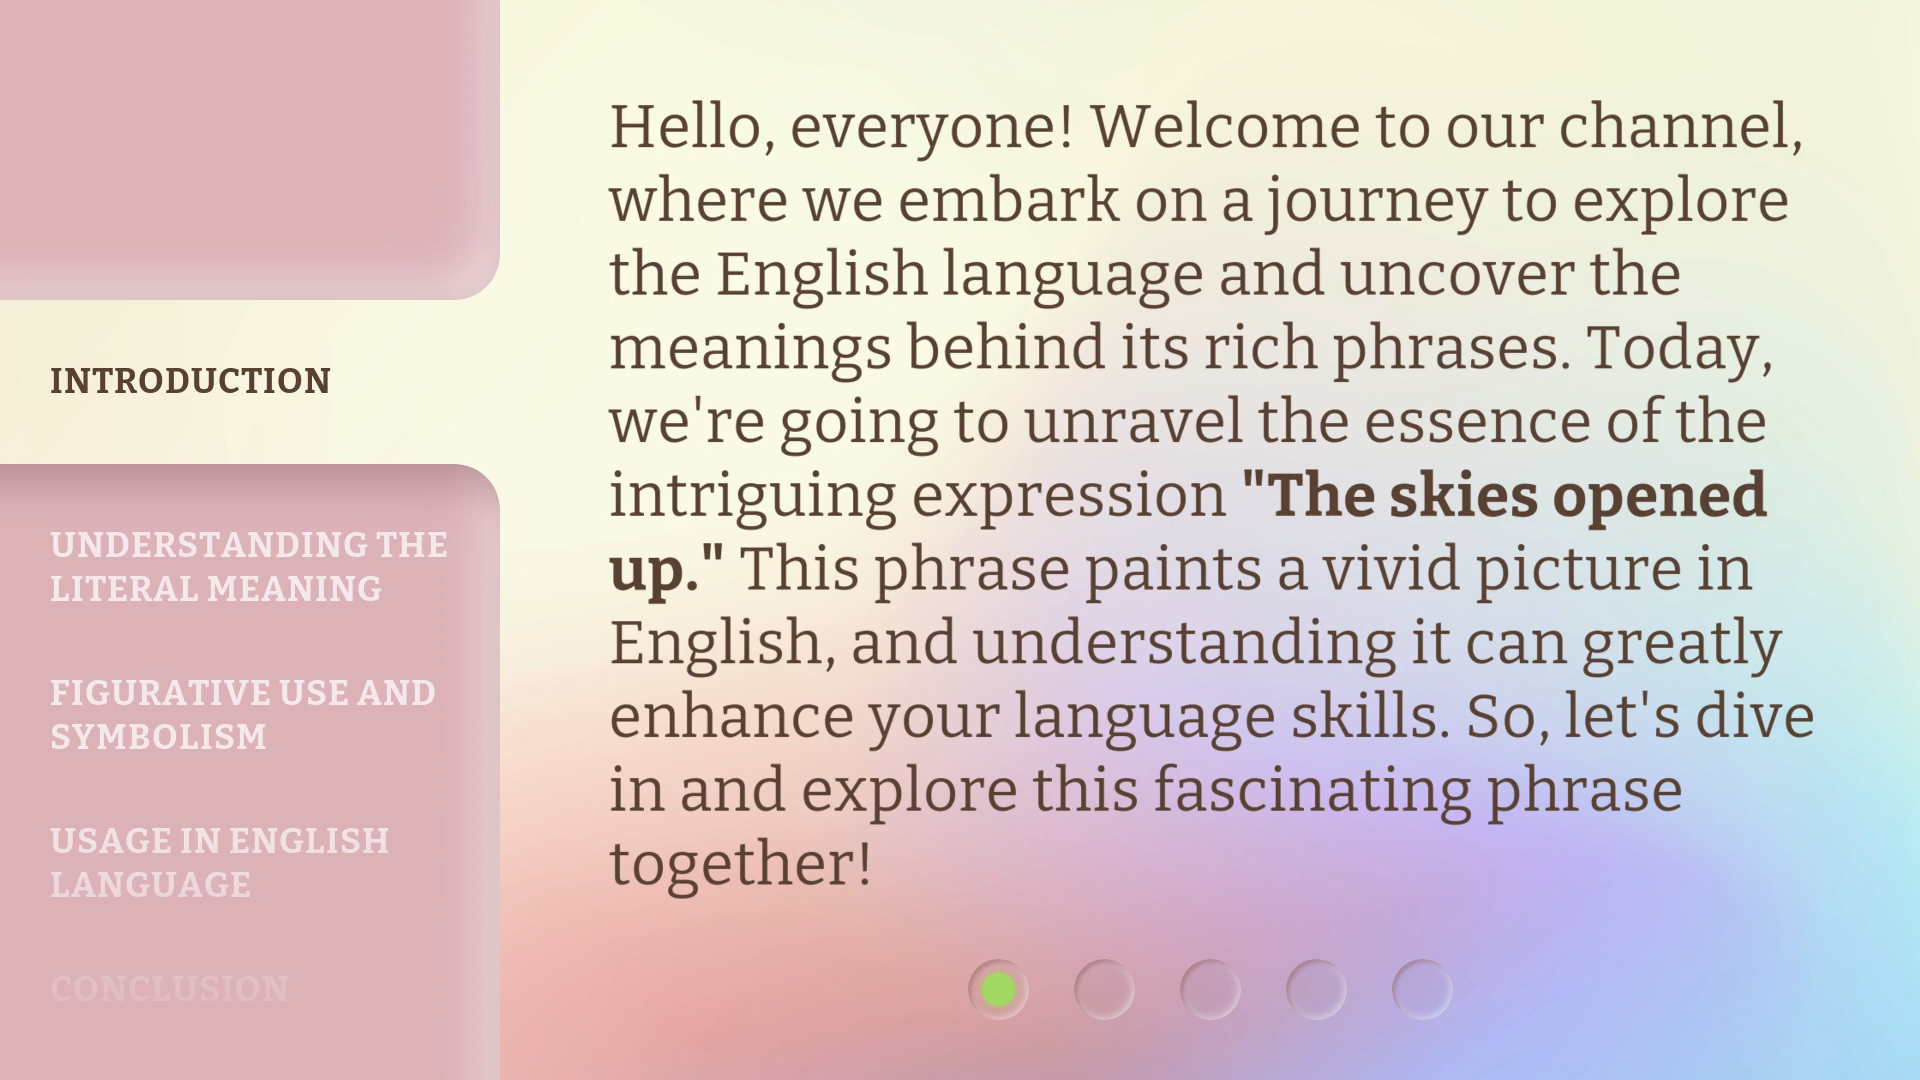 INTRODUCTION
UNDERSTANDING THE
LITERAL MEANING
FIGURATIVE USE AND
SYMBOLISM
USAGE IN ENGLISH
LANGUAGE
CONCLUSION
Hello, everyone! Welcome to our channel,
where we embark on a journey to explore
the English language and uncover the
meanings behind its rich phrases. Today,
we're going to unravel the essence of the
intriguing expression "The skies opened
up." This phrase paints a vivid picture in
English, and understanding it can greatly
enhance your language skills. So, let's dive
in and explore this fascinating phrase
together!